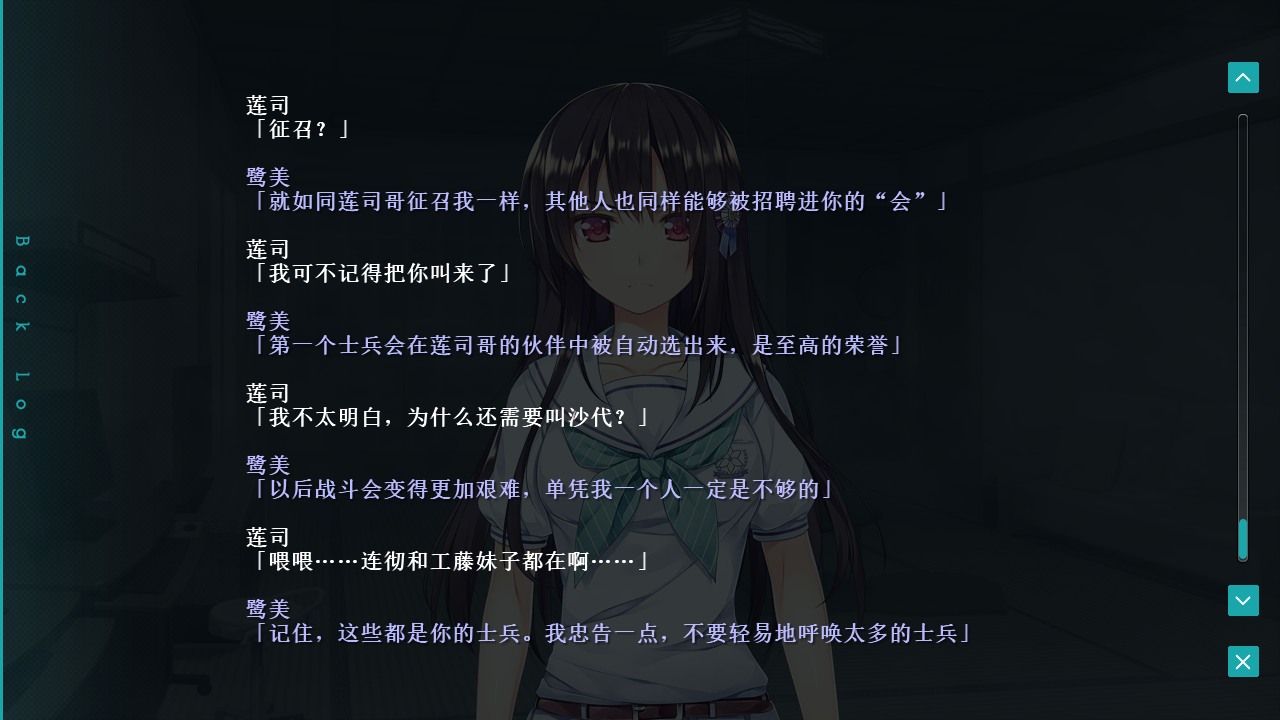 Back Log
莲司
「征召？」
鹭美
「就如同莲司哥征召我一样，其他人也同样能够被招聘进你的“会”」
莲司
「我可不记得把你叫来了」
鹭美
「第一个士兵会在莲司哥的伙伴中被自动选出来，是至高的荣誉」
莲司
「我不太明白，为什么还需要叫沙代？」
鹭美
「以后战斗会变得更加艰难，单凭我一个人一定是不够的」
莲司
「喂喂……连彻和工藤妹子都在啊……」
鹭美
「记住，这些都是你的士兵。我忠告一点，不要轻易地呼唤太多的士兵」